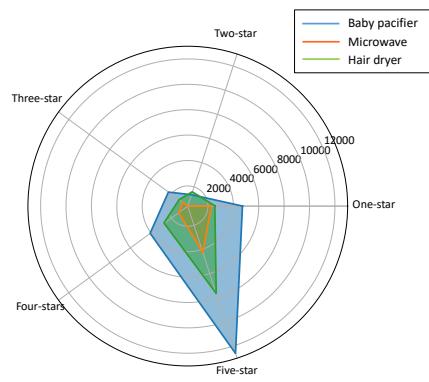 Baby pacifier
Microwave
Hair dryer
Two-star
Three-star
12000
10000
8000
6000
4000
2000
One-star
Four-stars
Five-star